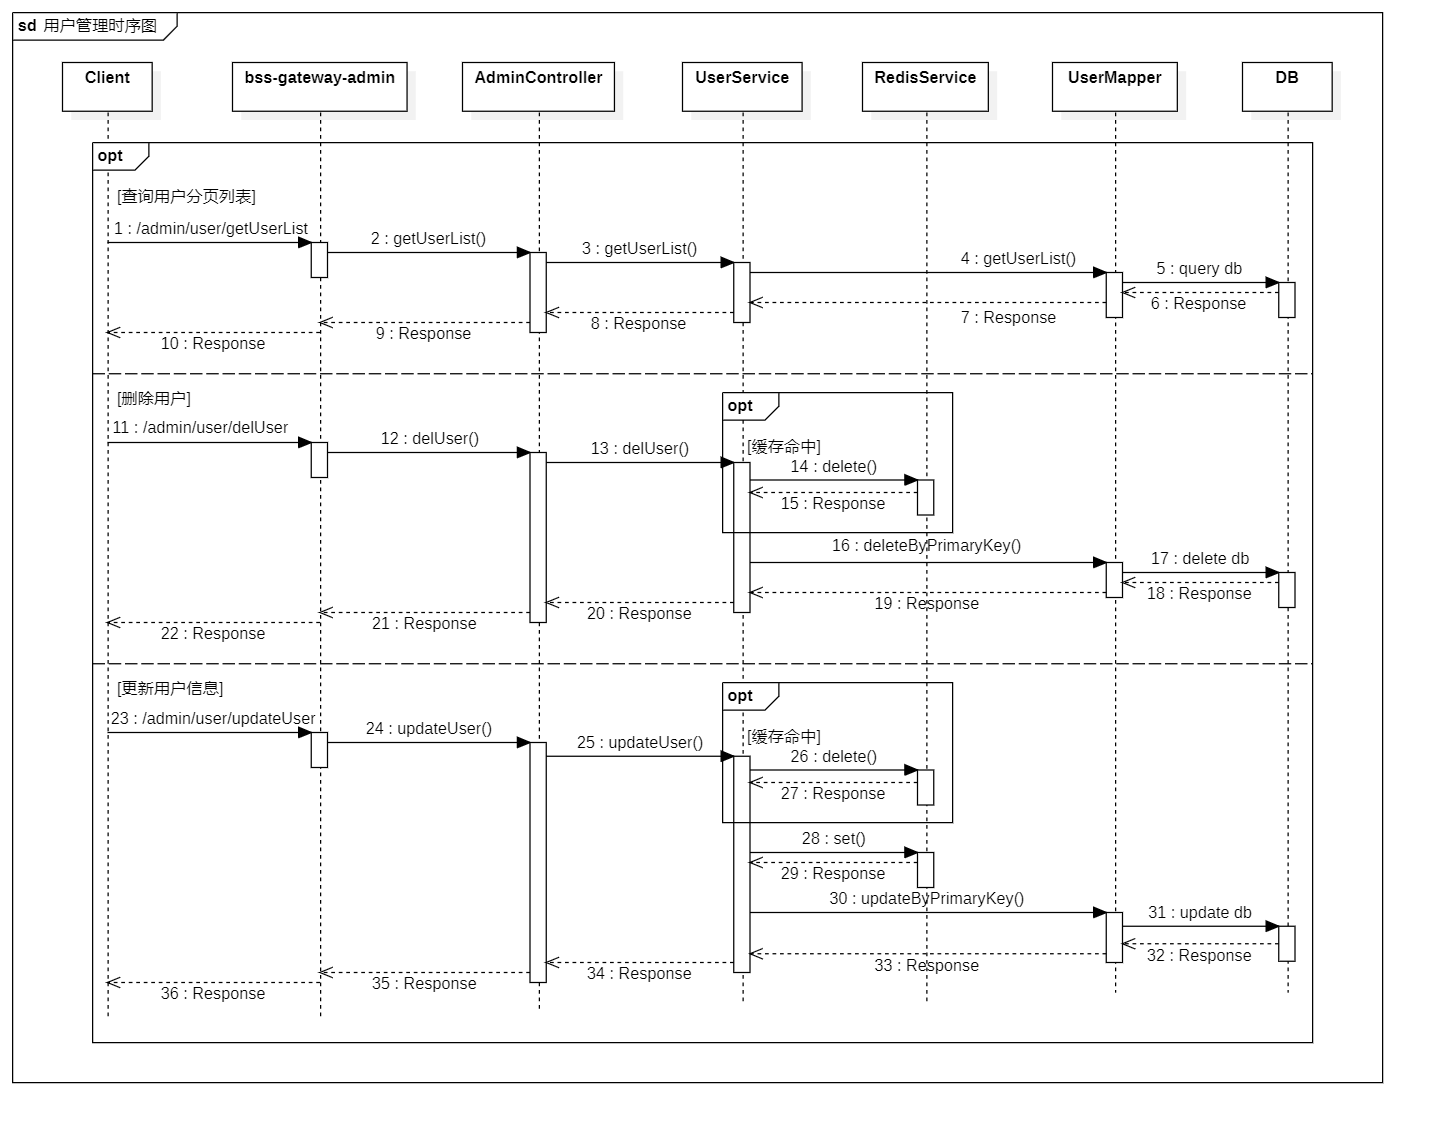 sd 用户管理时序图
Client
bss-gateway-admin
AdminController
UserService
RedisService
UserMapper
DB
opt
[查询用户分页列表]
1 : /admin/user/getUserList
2 : getUserList()
3 : getUserList()
4 : getUserList()
5 : query db
6 : Response
7 : Response
8 : Response
9 : Response
10 : Response
[删除用户]
11 : /admin/user/delUser
12 : delUser()
13 : delUser()
opt
[缓存命中]
14 : delete()
15 : Response
16 : deleteByPrimaryKey()
17 : delete db
18 : Response
19 : Response
20 : Response
21 : Response
22 : Response
[更新用户信息]
23 : /admin/user/updateUser
24 : updateUser()
25 : updateUser()
opt
[缓存命中]
26 : delete()
27 : Response
28 : set()
29 : Response
30 : updateByPrimaryKey()
31 : update db
32 : Response
33 : Response
34 : Response
35 : Response
36 : Response